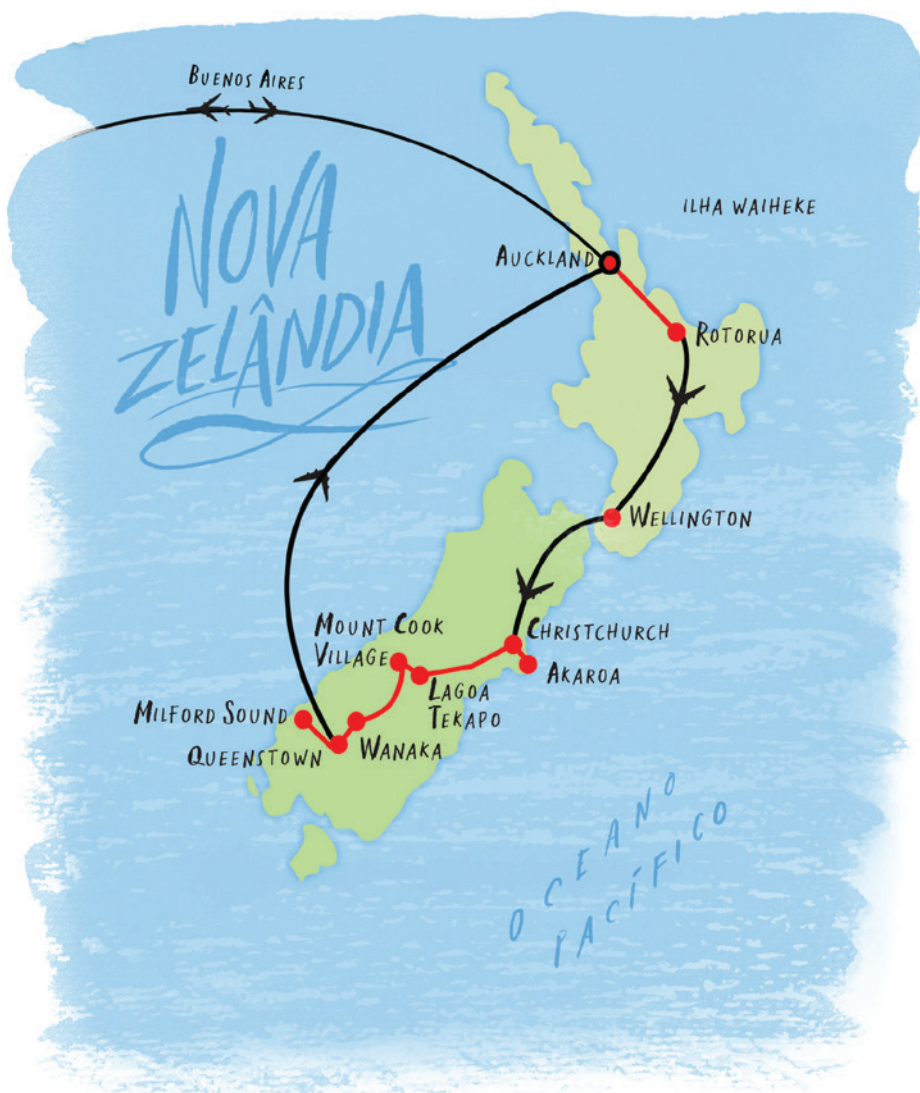 Buenos Aires
NOVA
ZELÂNDIA
ILHA WAIHEKE
AUCKLAND
ROTORUA
WELLINGTON
CHRISTCHURCH
AKAROA
MOUNT COOK
VILLAGE
LAGOA
TEKAPO
MILFORD SOUND
QUEENSTOWN
WANAKA
OCEANO
PACÍFICO